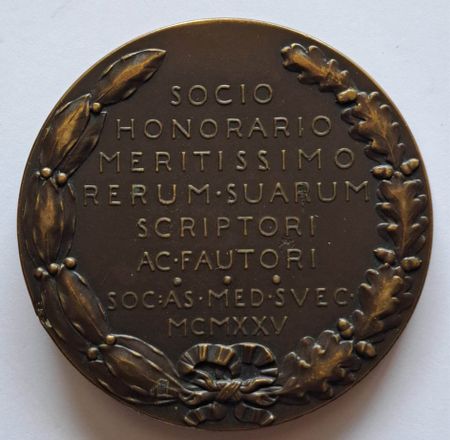 SOCIO
HONORARIO
MERITISSIMO
RERUM·SUARUM
SCRIPTORI
AC·FAUTORI
SOC:AS·MED·SVEC·
MCMXXV